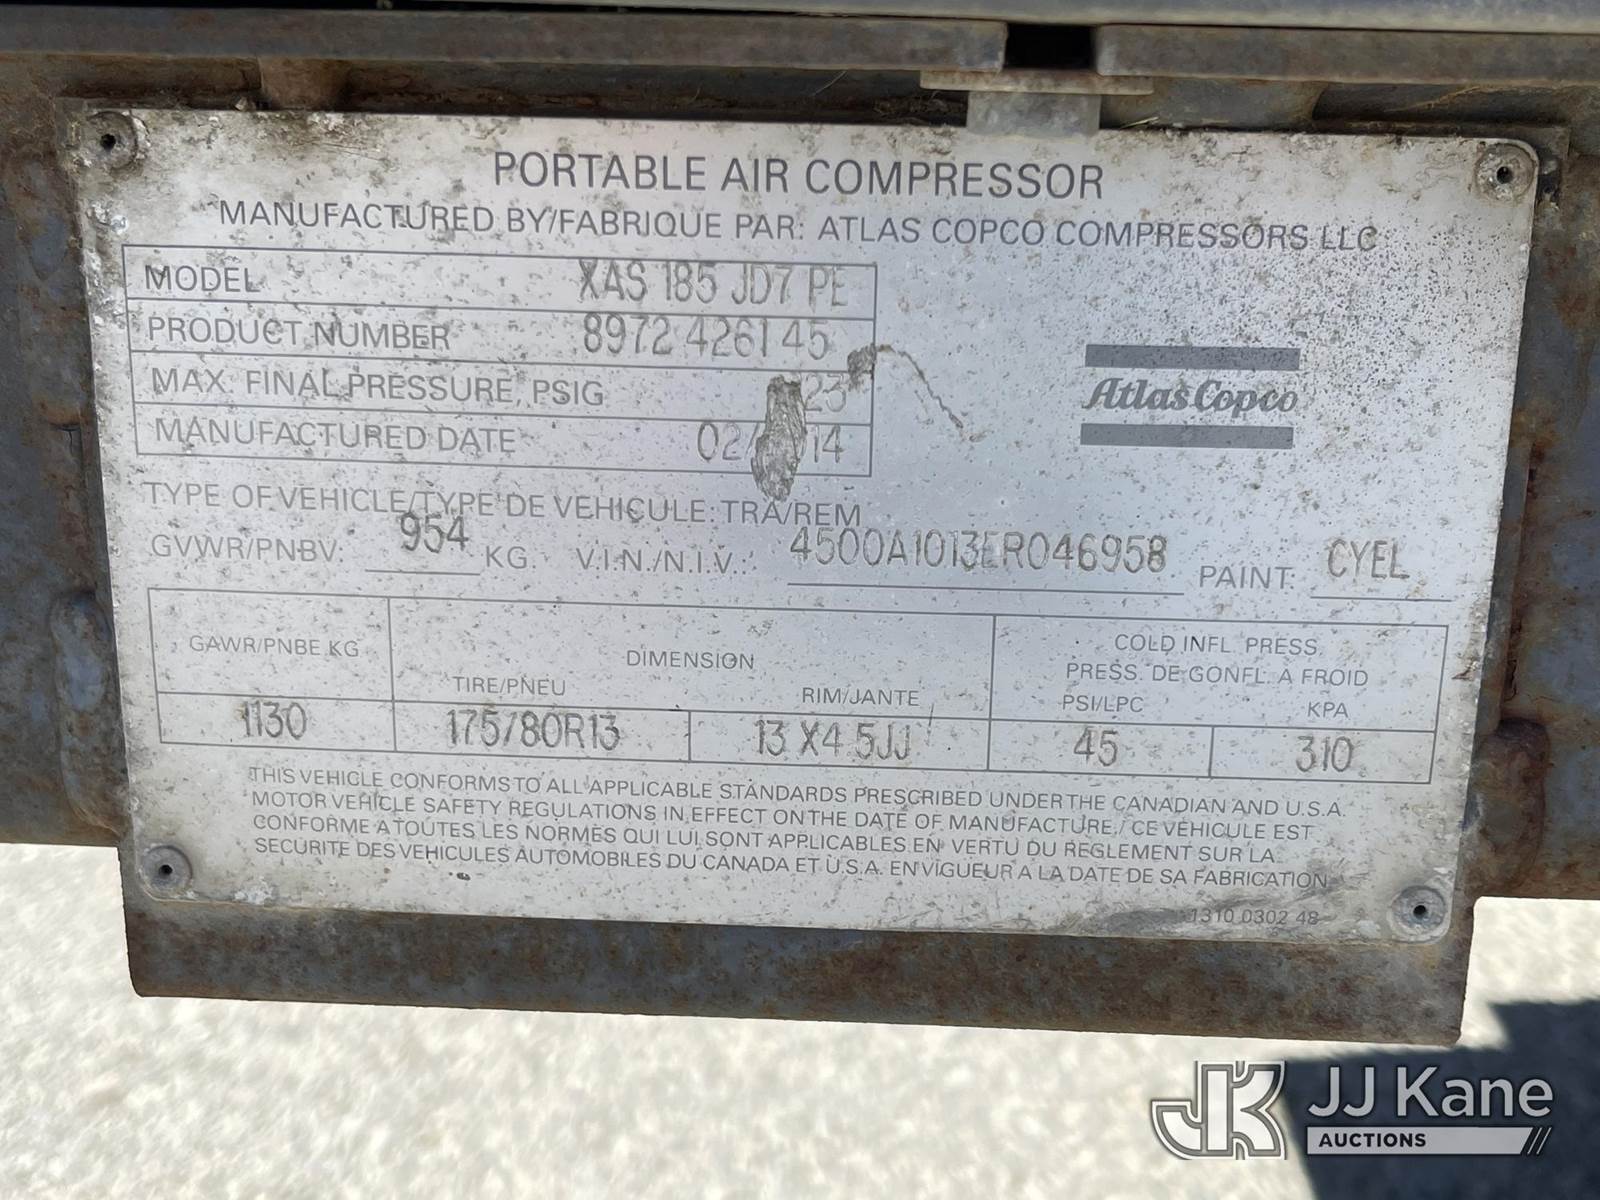 PORTABLE AIR COMPRESSOR
MANUFACTURED BY/FABRIQUE PAR: ATLAS COPCO COMPRESSORS LLC
MODEL XAS 185 JD7 PE
PRODUCT NUMBER 8972 4261 45
MAX. FINAL PRESSURE, PSIG
MANUFACTURED DATE
Atlas Copco
TYPE OF VEHICLE/TYPE DE VEHICULE: TRA/REM
GVWR/PNBV: 954 KG. V.I.N./N.I.V.: 4500A1013ER046958 PAINT: CYEL
GAWR/PNBE KG DIMENSION COLD INFL. PRESS.
PRESS. DE GONFL. A FROID
TIRE/PNEU RIM/JANTE PSI/LPC KPA
1130 175/80R13 13 X4 5JJ 45 310
THIS VEHICLE CONFORMS TO ALL APPLICABLE STANDARDS PRESCRIBED UNDER THE CANADIAN AND U.S.A.
MOTOR VEHICLE SAFETY REGULATIONS IN EFFECT ON THE DATE OF MANUFACTURE./ CE VEHICULE EST
CONFORME A TOUTES LES NORMES QUI LUI SONT APPLICABLES EN VERTU DU REGLEMENT SUR LA
SECURITE DES VEHICULES AUTOMOBILES DU CANADA ET U.S.A. EN VIGUEUR A LA DATE DE SA FABRICATION
1310 0302 48
JK JJ Kane
AUCTIONS